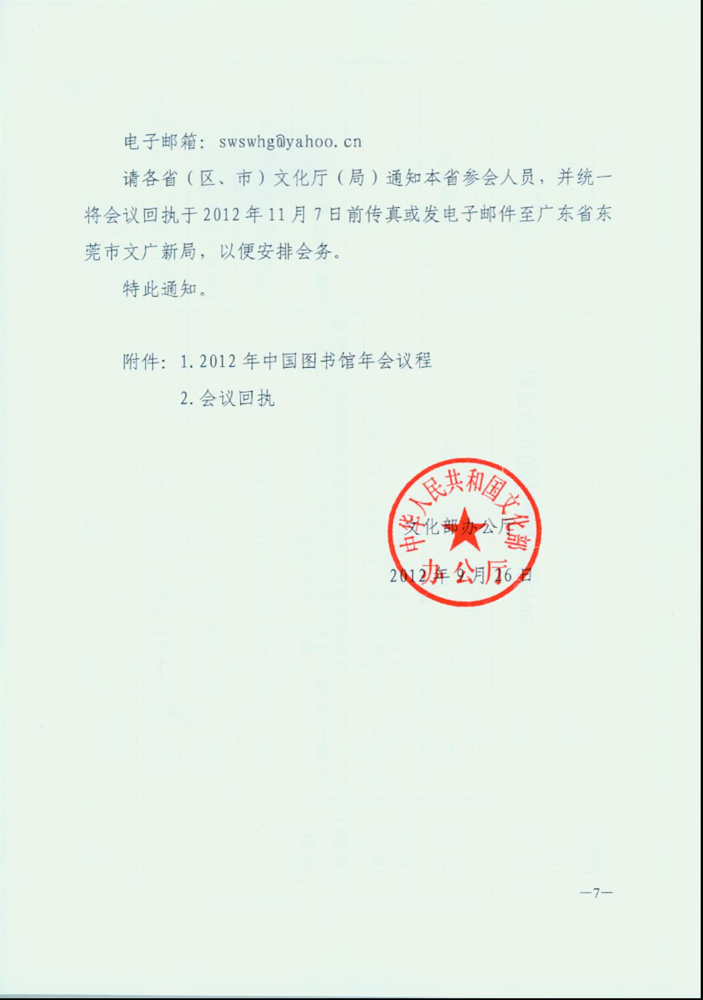 电子邮箱：swswhg@yahoo.cn
请各省（区、市）文化厅（局）通知本省参会人员，并统一
将会议回执于2012年11月7日前传真或发电子邮件至广东省东
莞市文广新局，以便安排会务。
特此通知。
附件：1.2012年中国图书馆年会议程
2.会议回执
中华人民共和国文化部
文化部办公厅
办公厅
2012年9月26日
—7—